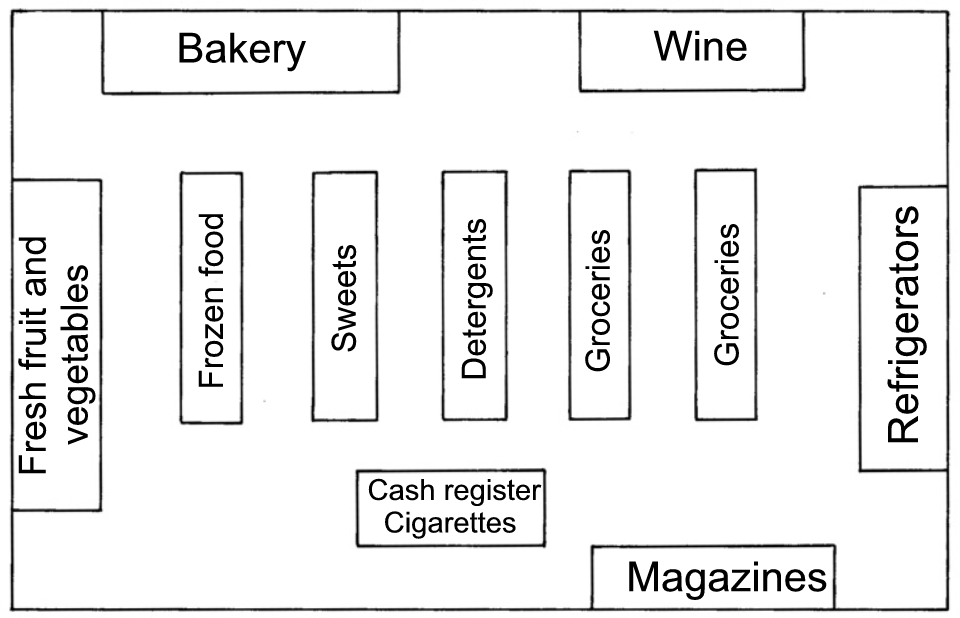 Bakery
Wine
Fresh fruit and
vegetables
Frozen food
Sweets
Detergents
Groceries
Groceries
Refrigerators
Cash register
Cigarettes
Magazines